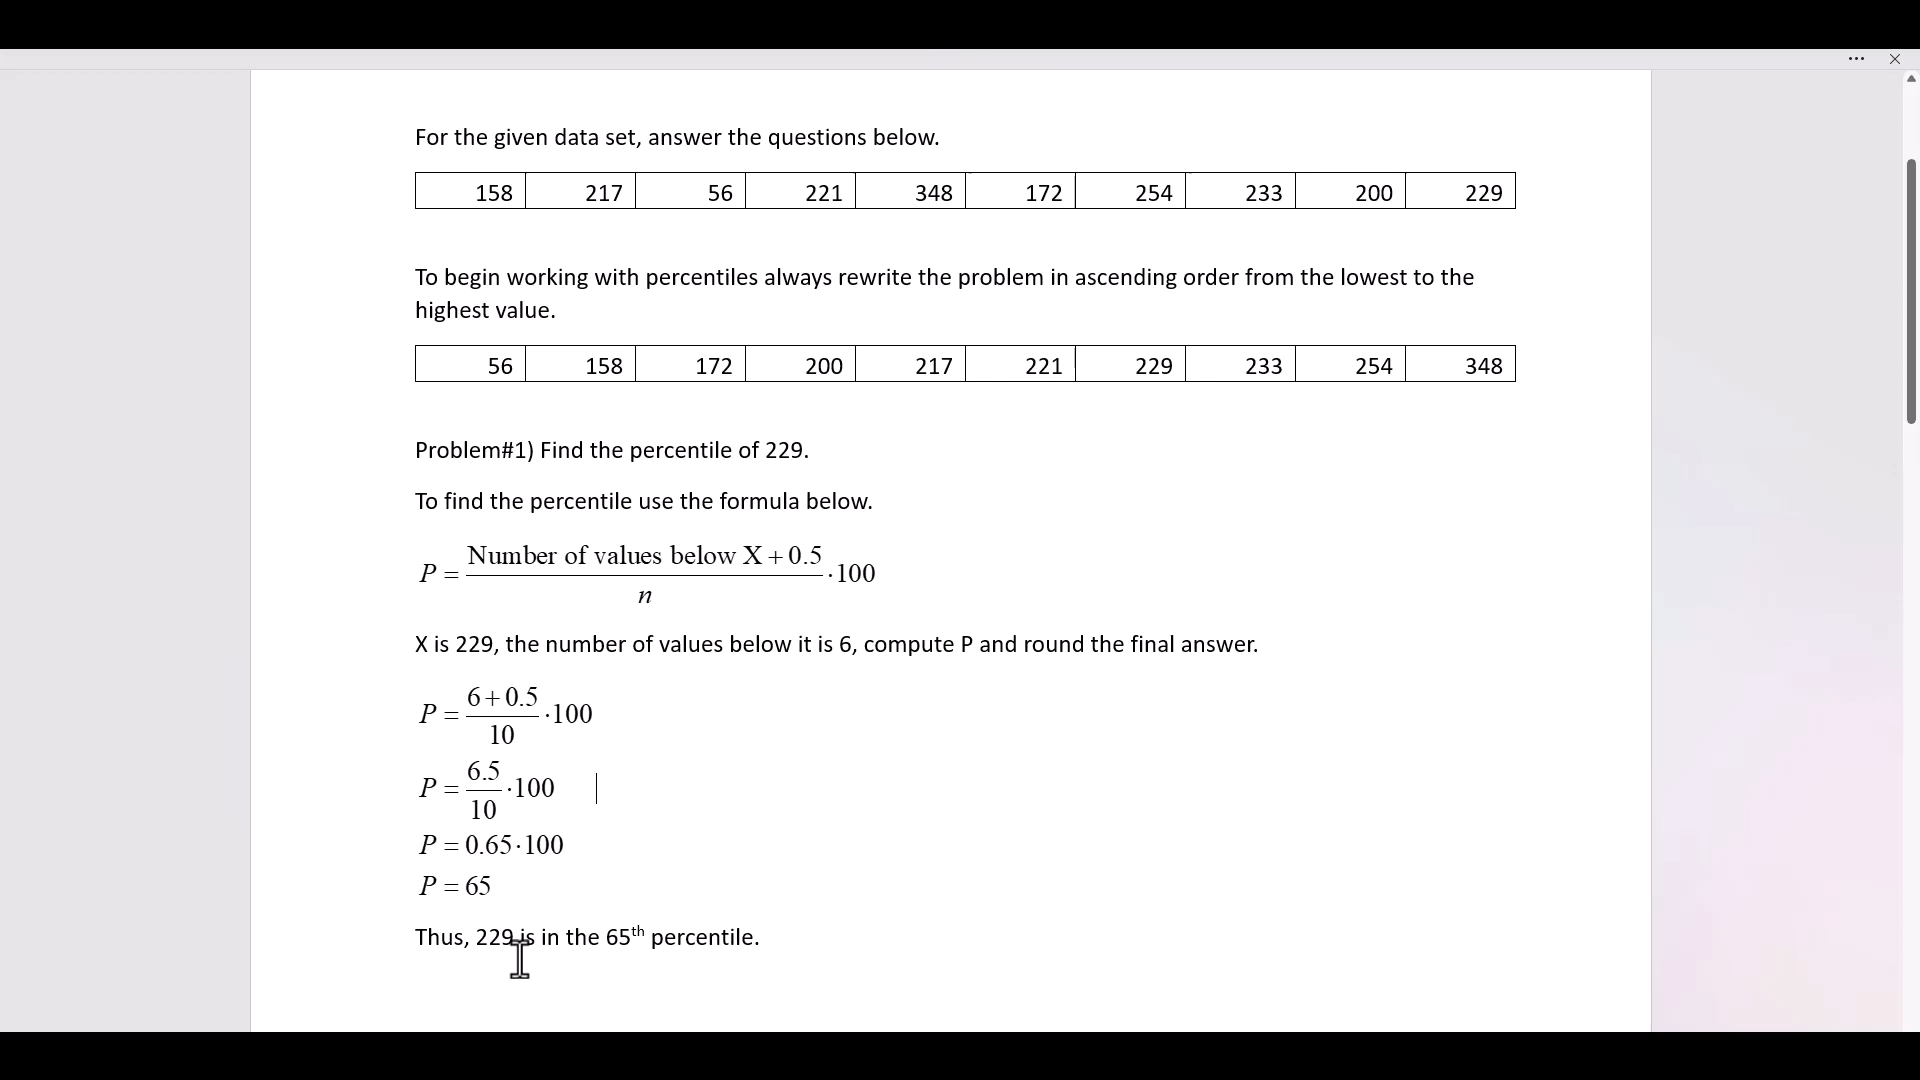 For the given data set, answer the questions below.
158 217 56 221 348 172 254 233 200 229
To begin working with percentiles always rewrite the problem in ascending order from the lowest to the
highest value.
56 158 172 200 217 221 229 233 254 348
Problem#1) Find the percentile of 229.
To find the percentile use the formula below.
P = (Number of values below X + 0.5) / n · 100
X is 229, the number of values below it is 6, compute P and round the final answer.
P = (6 + 0.5) / 10 · 100
P = 6.5 / 10 · 100
P = 0.65 · 100
P = 65
Thus, 229 is in the 65th percentile.